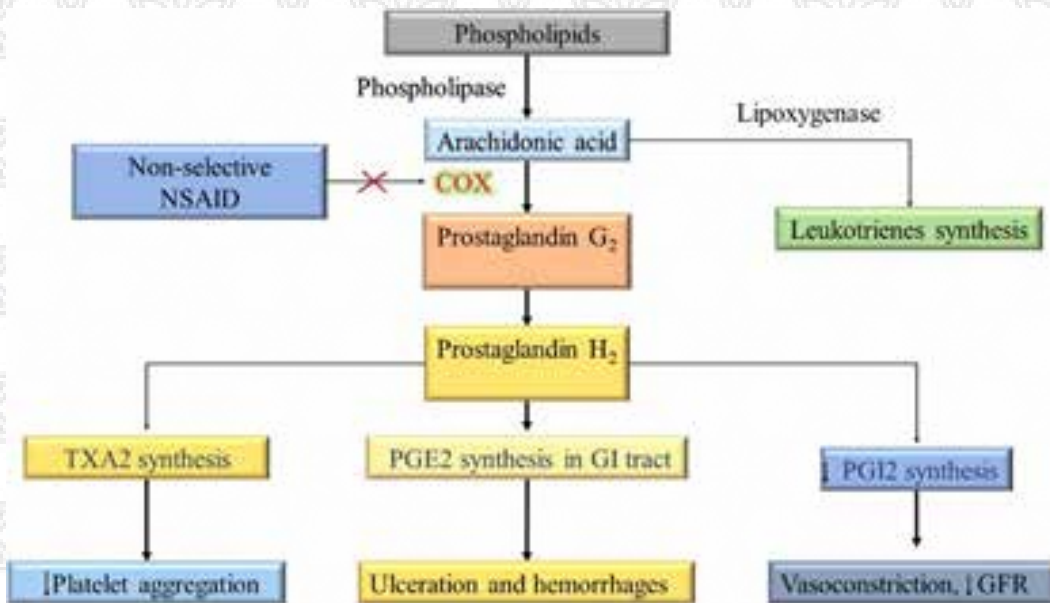 Phospholipids
Phospholipase
Lipoxygenase
Arachidonic acid
Non-selective
NSAID
COX
Prostaglandin G₂
Leukotrienes synthesis
Prostaglandin H₂
TXA2 synthesis
PGE2 synthesis in GI tract
↓ PGI2 synthesis
↓Platelet aggregation
Ulceration and hemorrhages
Vasoconstriction, ↓GFR